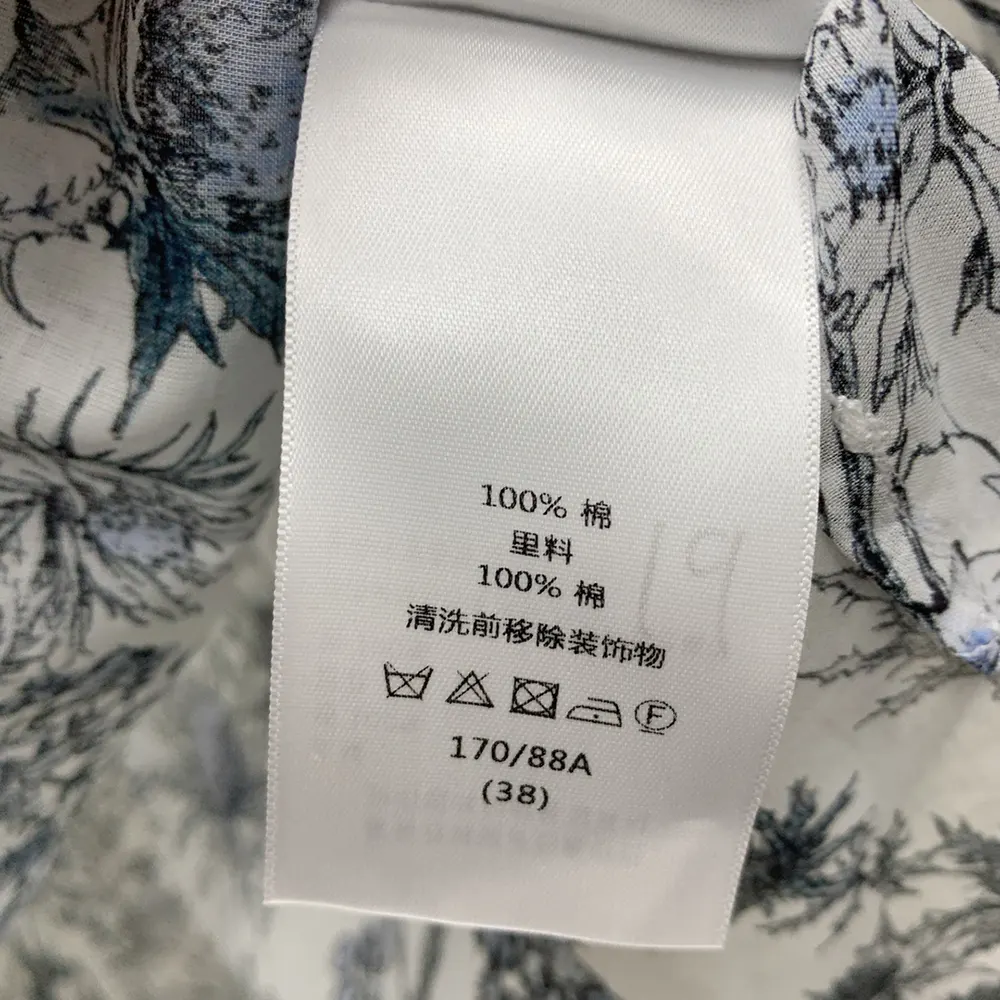 100% 棉
里料
100% 棉
清洗前移除装饰物
F
170/88A
(38)